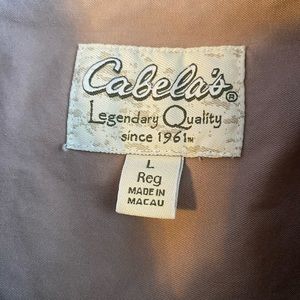 Cabela's®
Legendary Quality
since 1961™
L
Reg
MADE IN
MACAU